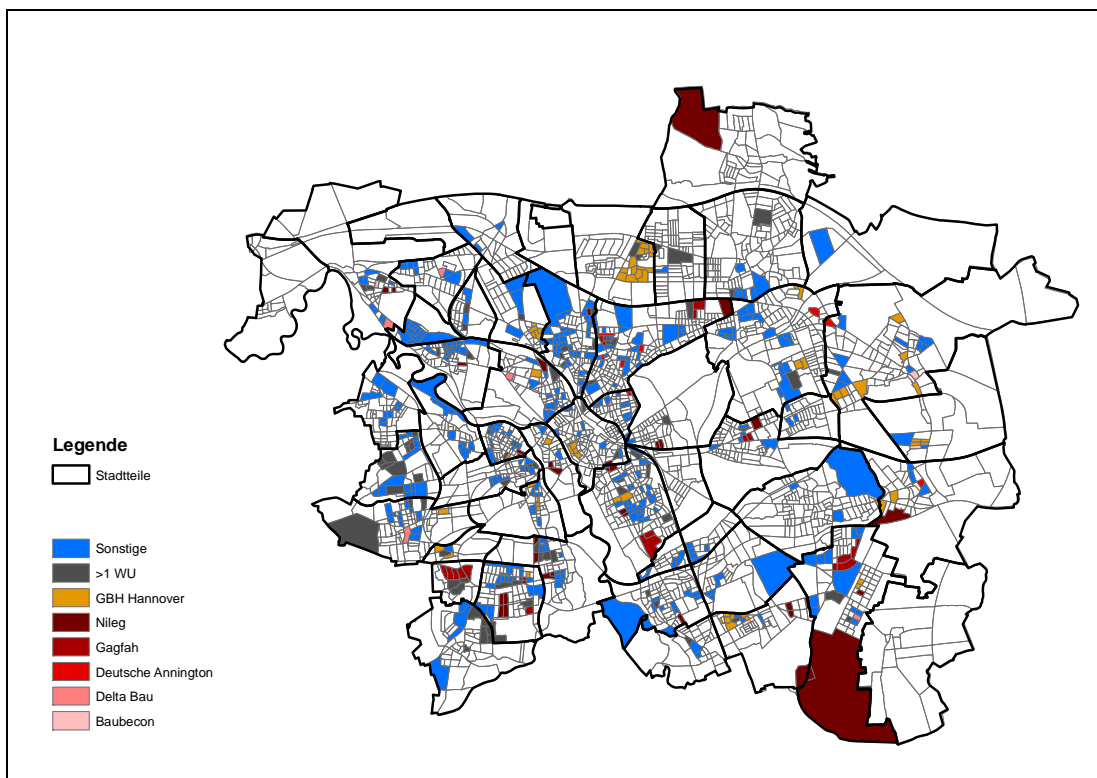 Legende
Stadtteile
Sonstige
>1 WU
GBH Hannover
Nileg
Gagfah
Deutsche Annington
Delta Bau
Baubecon